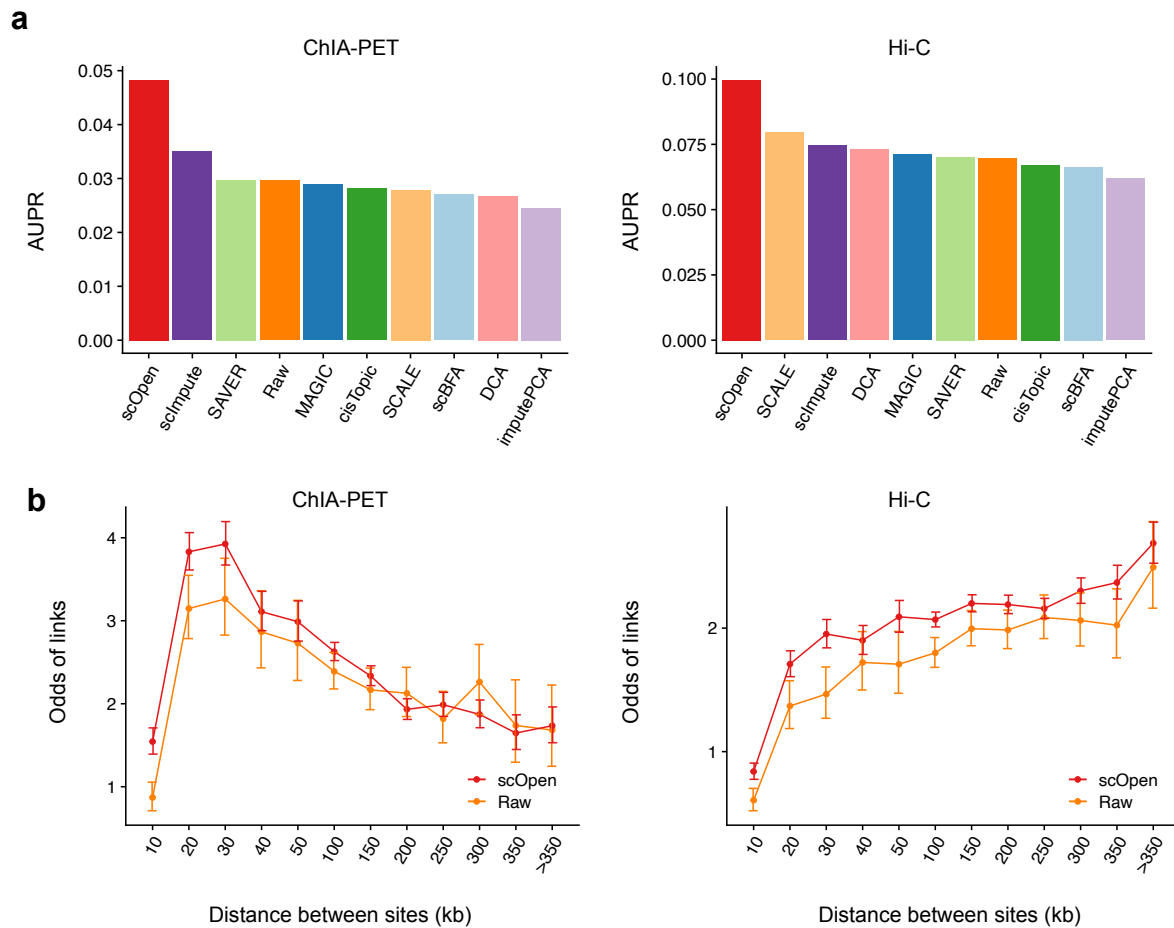 a
ChIA-PET
AUPR
0.05
0.04
0.03
0.02
0.01
0.00
scOpen
scImpute
SAVER
Raw
MAGIC
cisTopic
SCALE
scBFA
DCA
imputePCA
Hi-C
AUPR
0.100
0.075
0.050
0.025
0.000
scOpen
SCALE
scImpute
DCA
MAGIC
SAVER
Raw
cisTopic
scBFA
imputePCA
b
ChIA-PET
Odds of links
4
3
2
1
scOpen
Raw
10
20
30
40
50
100
150
200
250
300
350
>350
Distance between sites (kb)
Hi-C
Odds of links
2
1
scOpen
Raw
10
20
30
40
50
100
150
200
250
300
350
>350
Distance between sites (kb)